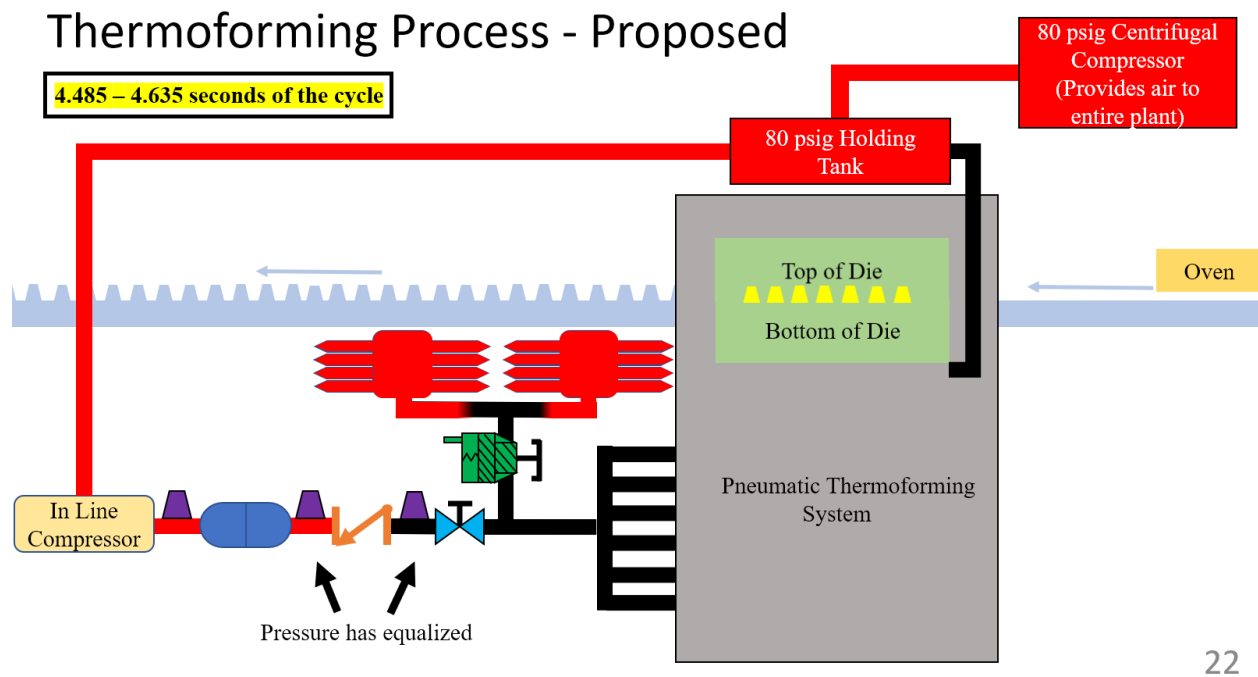 Thermoforming Process - Proposed
4.485 – 4.635 seconds of the cycle
80 psig Centrifugal
Compressor
(Provides air to
entire plant)
80 psig Holding
Tank
Oven
Top of Die
Bottom of Die
Pneumatic Thermoforming
System
In Line
Compressor
Pressure has equalized
22